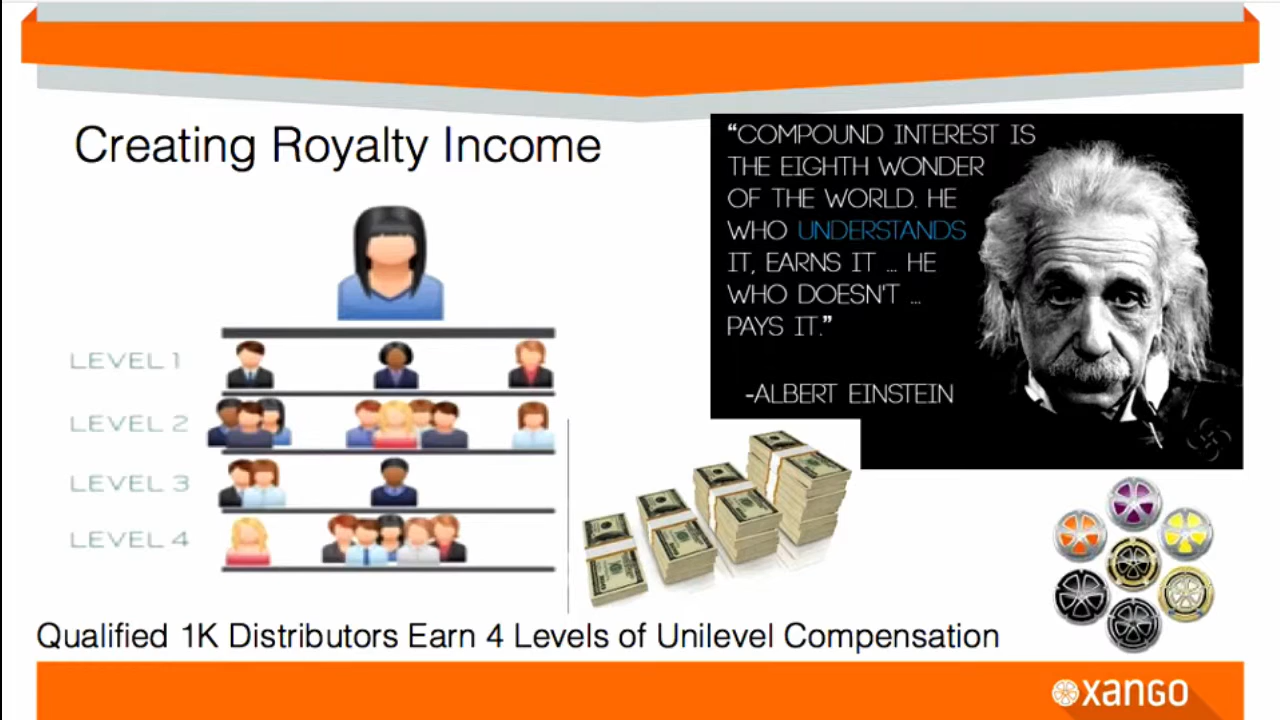 Creating Royalty Income
“COMPOUND INTEREST IS
THE EIGHTH WONDER
OF THE WORLD. HE
WHO UNDERSTANDS
IT, EARNS IT ... HE
WHO DOESN'T ...
PAYS IT.”
-ALBERT EINSTEIN
LEVEL 1
LEVEL 2
LEVEL 3
LEVEL 4
Qualified 1K Distributors Earn 4 Levels of Unilevel Compensation
xango